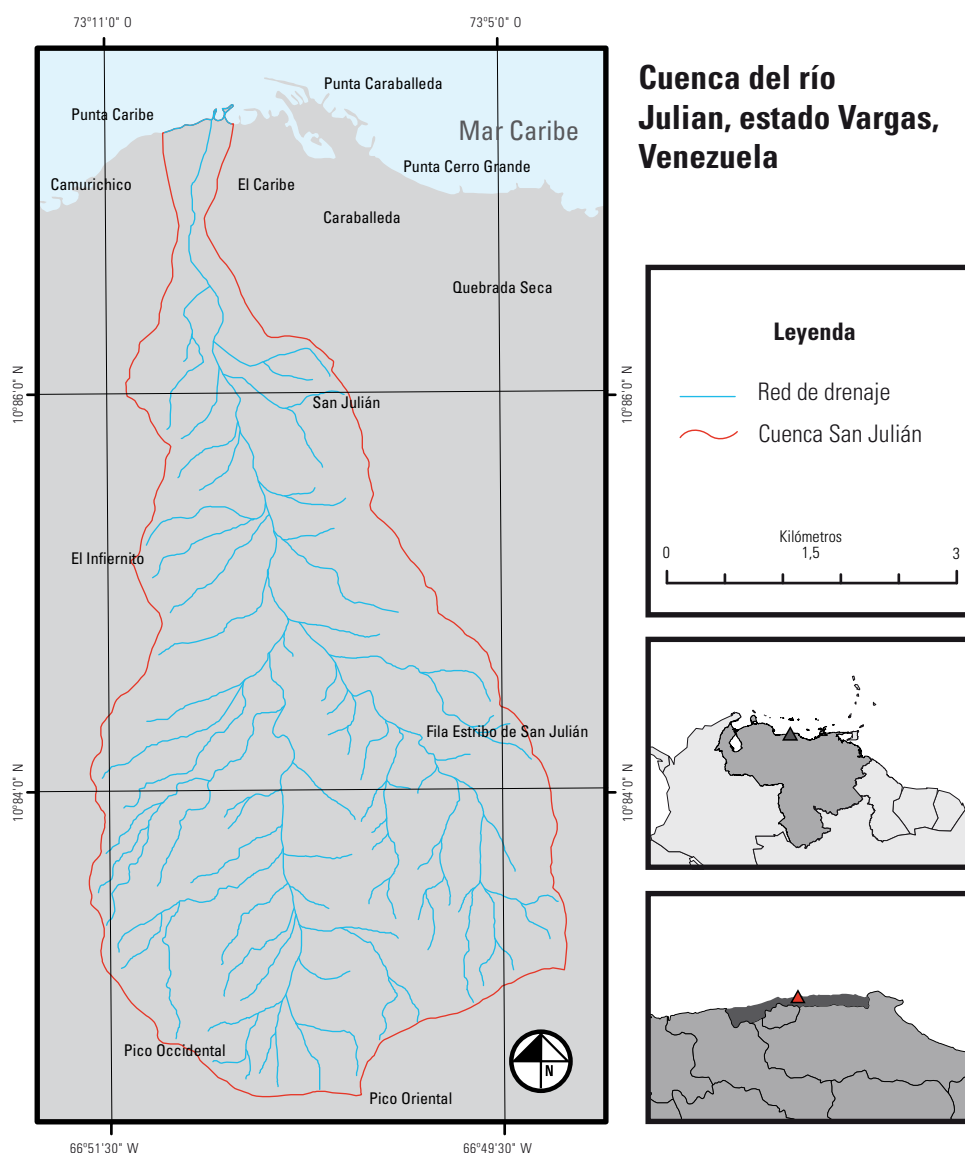 73°11'0" O
73°5'0" O
Punta Caraballeda
Punta Caribe
Mar Caribe
Punta Cerro Grande
Camurichico
El Caribe
Caraballeda
Quebrada Seca
10°86'0" N
10°86'0" N
San Julián
El Infiernito
Fila Estribo de San Julián
10°84'0" N
10°84'0" N
Pico Occidental
N
Pico Oriental
66°51'30" W
66°49'30" W
Cuenca del río
Julian, estado Vargas,
Venezuela
Leyenda
Red de drenaje
Cuenca San Julián
Kilómetros
0
1,5
3